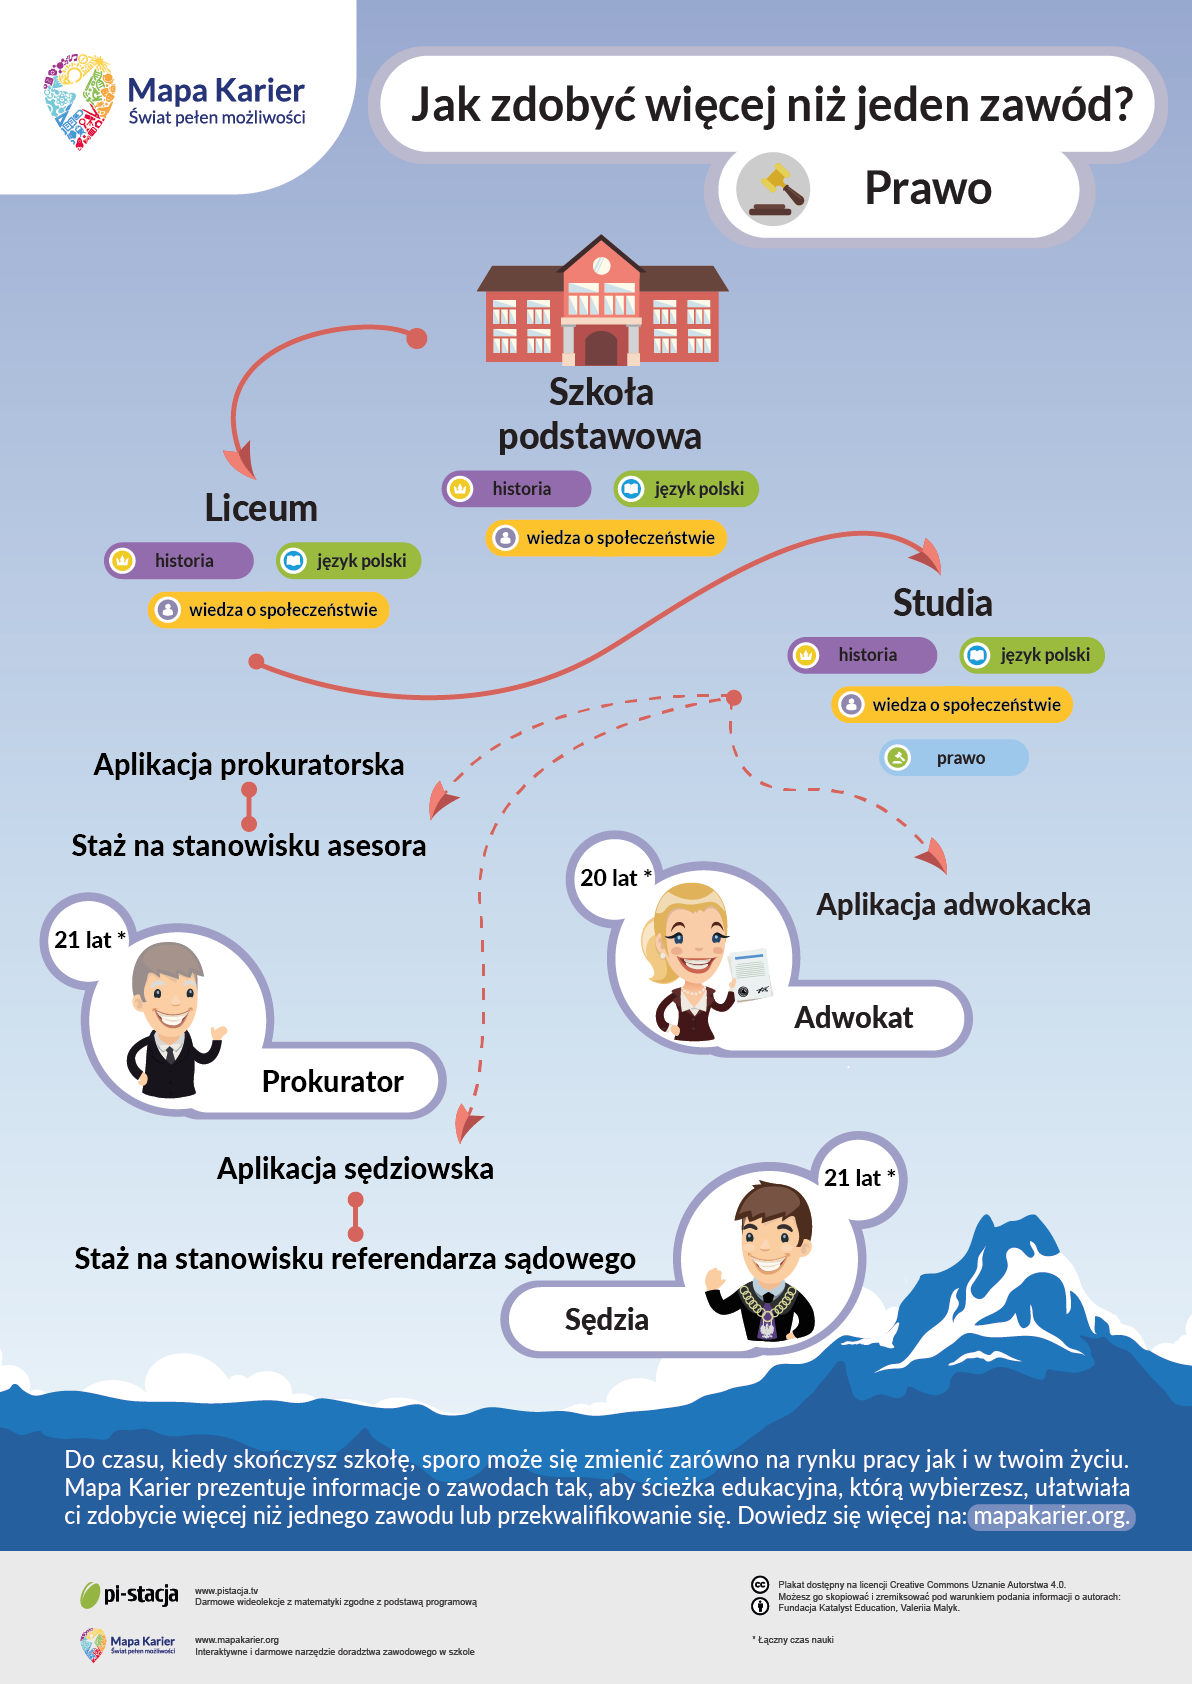 Mapa Karier
Świat pełen możliwości
Jak zdobyć więcej niż jeden zawód?
Prawo
Szkoła
podstawowa
historia
język polski
wiedza o społeczeństwie
Liceum
historia
język polski
wiedza o społeczeństwie
Studia
historia
język polski
wiedza o społeczeństwie
prawo
Aplikacja prokuratorska
Staż na stanowisku asesora
21 lat *
Prokurator
20 lat *
Aplikacja adwokacka
Adwokat
Aplikacja sędziowska
Staż na stanowisku referendarza sądowego
21 lat *
Sędzia
Do czasu, kiedy skończysz szkołę, sporo może się zmienić zarówno na rynku pracy jak i w twoim życiu.
Mapa Karier prezentuje informacje o zawodach tak, aby ścieżka edukacyjna, którą wybierzesz, ułatwiała
ci zdobycie więcej niż jednego zawodu lub przekwalifikowanie się. Dowiedz się więcej na: mapakarier.org.
pi-stacja
www.pistacja.tv
Darmowe wideolekcje z matematyki zgodne z podstawą programową
Mapa Karier
Świat pełen możliwości
www.mapakarier.org
Interaktywne i darmowe narzędzie doradztwa zawodowego w szkole
cc
Plakat dostępny na licencji Creative Commons Uznanie Autorstwa 4.0.
Możesz go skopiować i zremiksować pod warunkiem podania informacji o autorach:
Fundacja Katalyst Education, Valeriia Malyk.
* Łączny czas nauki